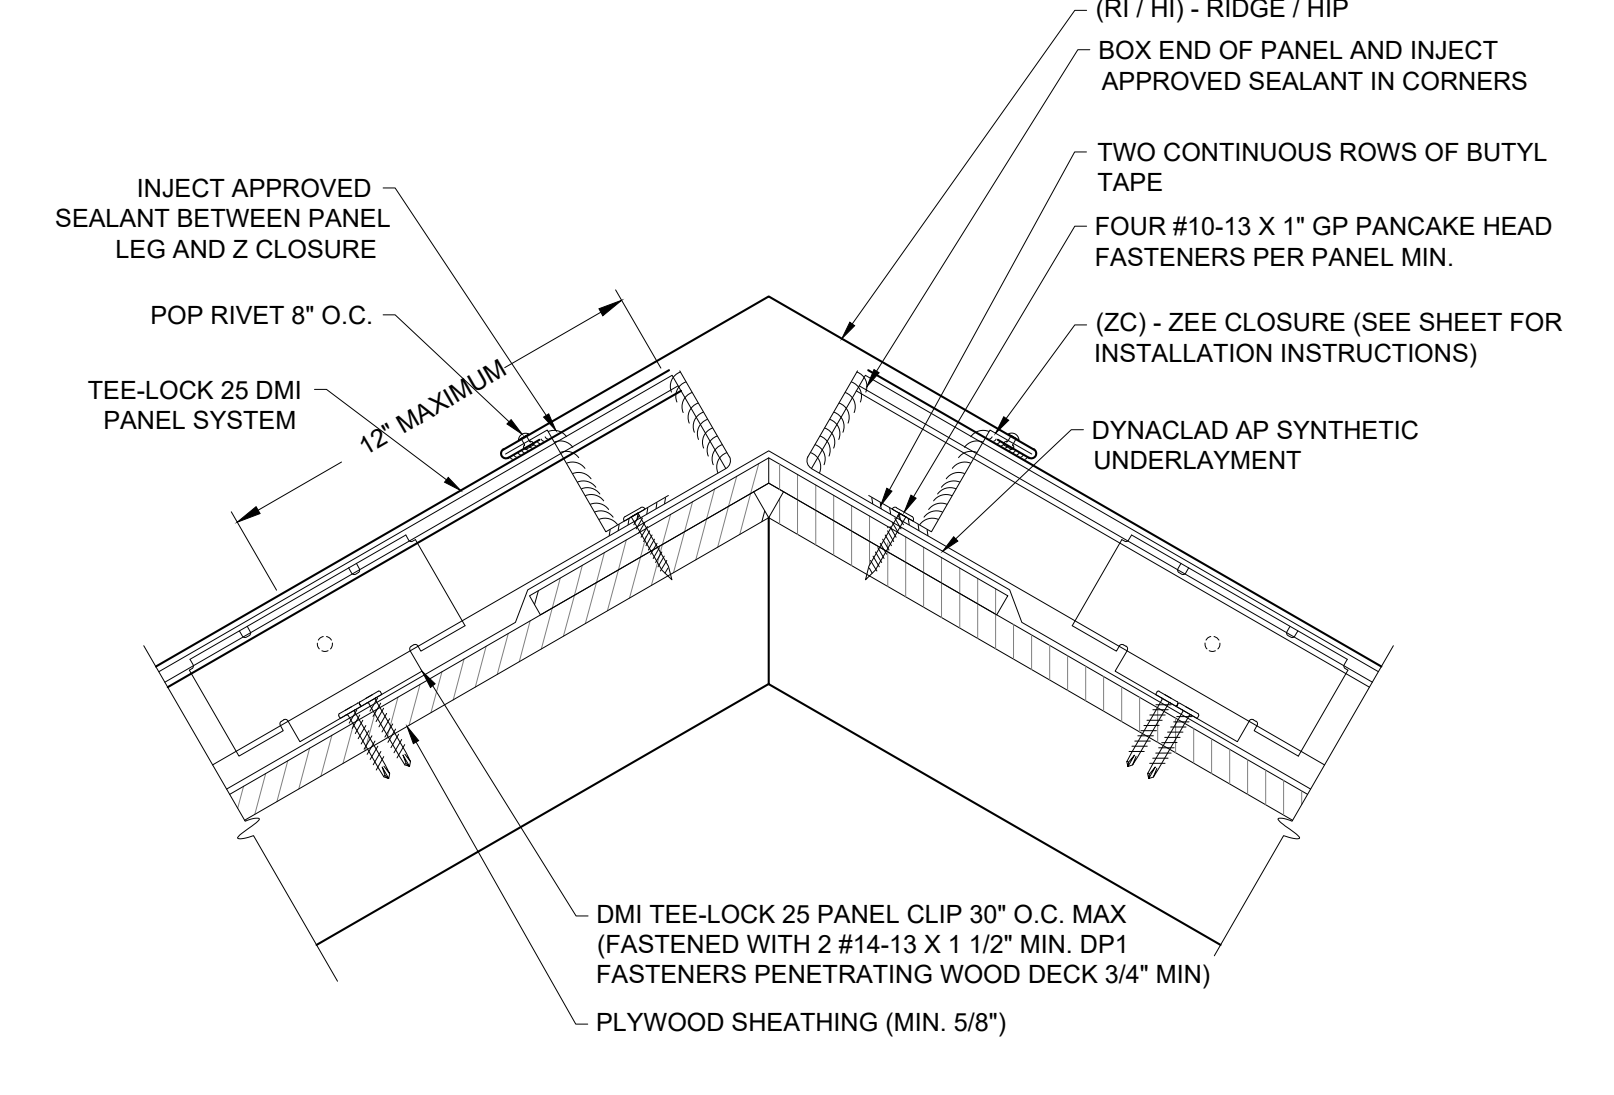 (RI / HI) - RIDGE / HIP
BOX END OF PANEL AND INJECT
APPROVED SEALANT IN CORNERS
TWO CONTINUOUS ROWS OF BUTYL
TAPE
FOUR #10-13 X 1" GP PANCAKE HEAD
FASTENERS PER PANEL MIN.
(ZC) - ZEE CLOSURE (SEE SHEET FOR
INSTALLATION INSTRUCTIONS)
DYNACLAD AP SYNTHETIC
UNDERLAYMENT
INJECT APPROVED
SEALANT BETWEEN PANEL
LEG AND Z CLOSURE
POP RIVET 8" O.C.
TEE-LOCK 25 DMI
PANEL SYSTEM
12" MAXIMUM
DMI TEE-LOCK 25 PANEL CLIP 30" O.C. MAX
(FASTENED WITH 2 #14-13 X 1 1/2" MIN. DP1
FASTENERS PENETRATING WOOD DECK 3/4" MIN)
PLYWOOD SHEATHING (MIN. 5/8")